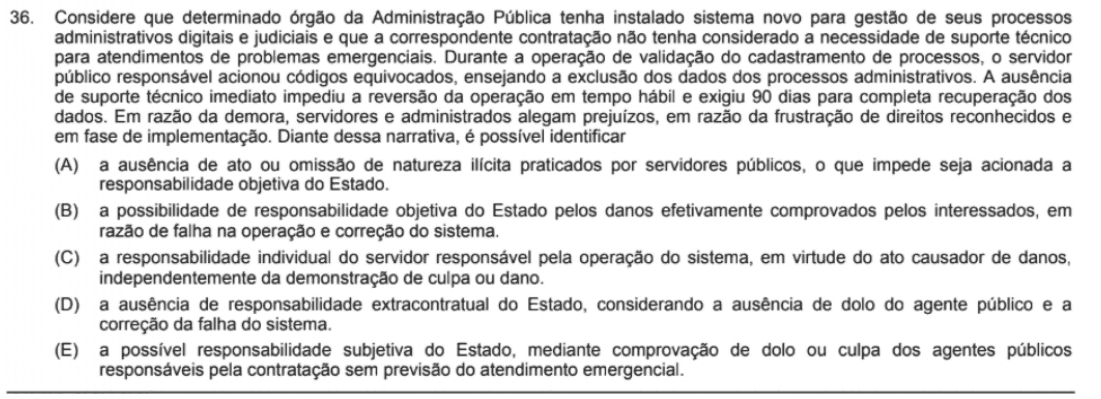 36. Considere que determinado órgão da Administração Pública tenha instalado sistema novo para gestão de seus processos
administrativos digitais e judiciais e que a correspondente contratação não tenha considerado a necessidade de suporte técnico
para atendimentos de problemas emergenciais. Durante a operação de validação do cadastramento de processos, o servidor
público responsável acionou códigos equivocados, ensejando a exclusão dos dados dos processos administrativos. A ausência
de suporte técnico imediato impediu a reversão da operação em tempo hábil e exigiu 90 dias para completa recuperação dos
dados. Em razão da demora, servidores e administrados alegam prejuízos, em razão da frustração de direitos reconhecidos e
em fase de implementação. Diante dessa narrativa, é possível identificar
(A) a ausência de ato ou omissão de natureza ilícita praticados por servidores públicos, o que impede seja acionada a
responsabilidade objetiva do Estado.
(B) a possibilidade de responsabilidade objetiva do Estado pelos danos efetivamente comprovados pelos interessados, em
razão de falha na operação e correção do sistema.
(C) a responsabilidade individual do servidor responsável pela operação do sistema, em virtude do ato causador de danos,
independentemente da demonstração de culpa ou dano.
(D) a ausência de responsabilidade extracontratual do Estado, considerando a ausência de dolo do agente público e a
correção da falha do sistema.
(E) a possível responsabilidade subjetiva do Estado, mediante comprovação de dolo ou culpa dos agentes públicos
responsáveis pela contratação sem previsão do atendimento emergencial.